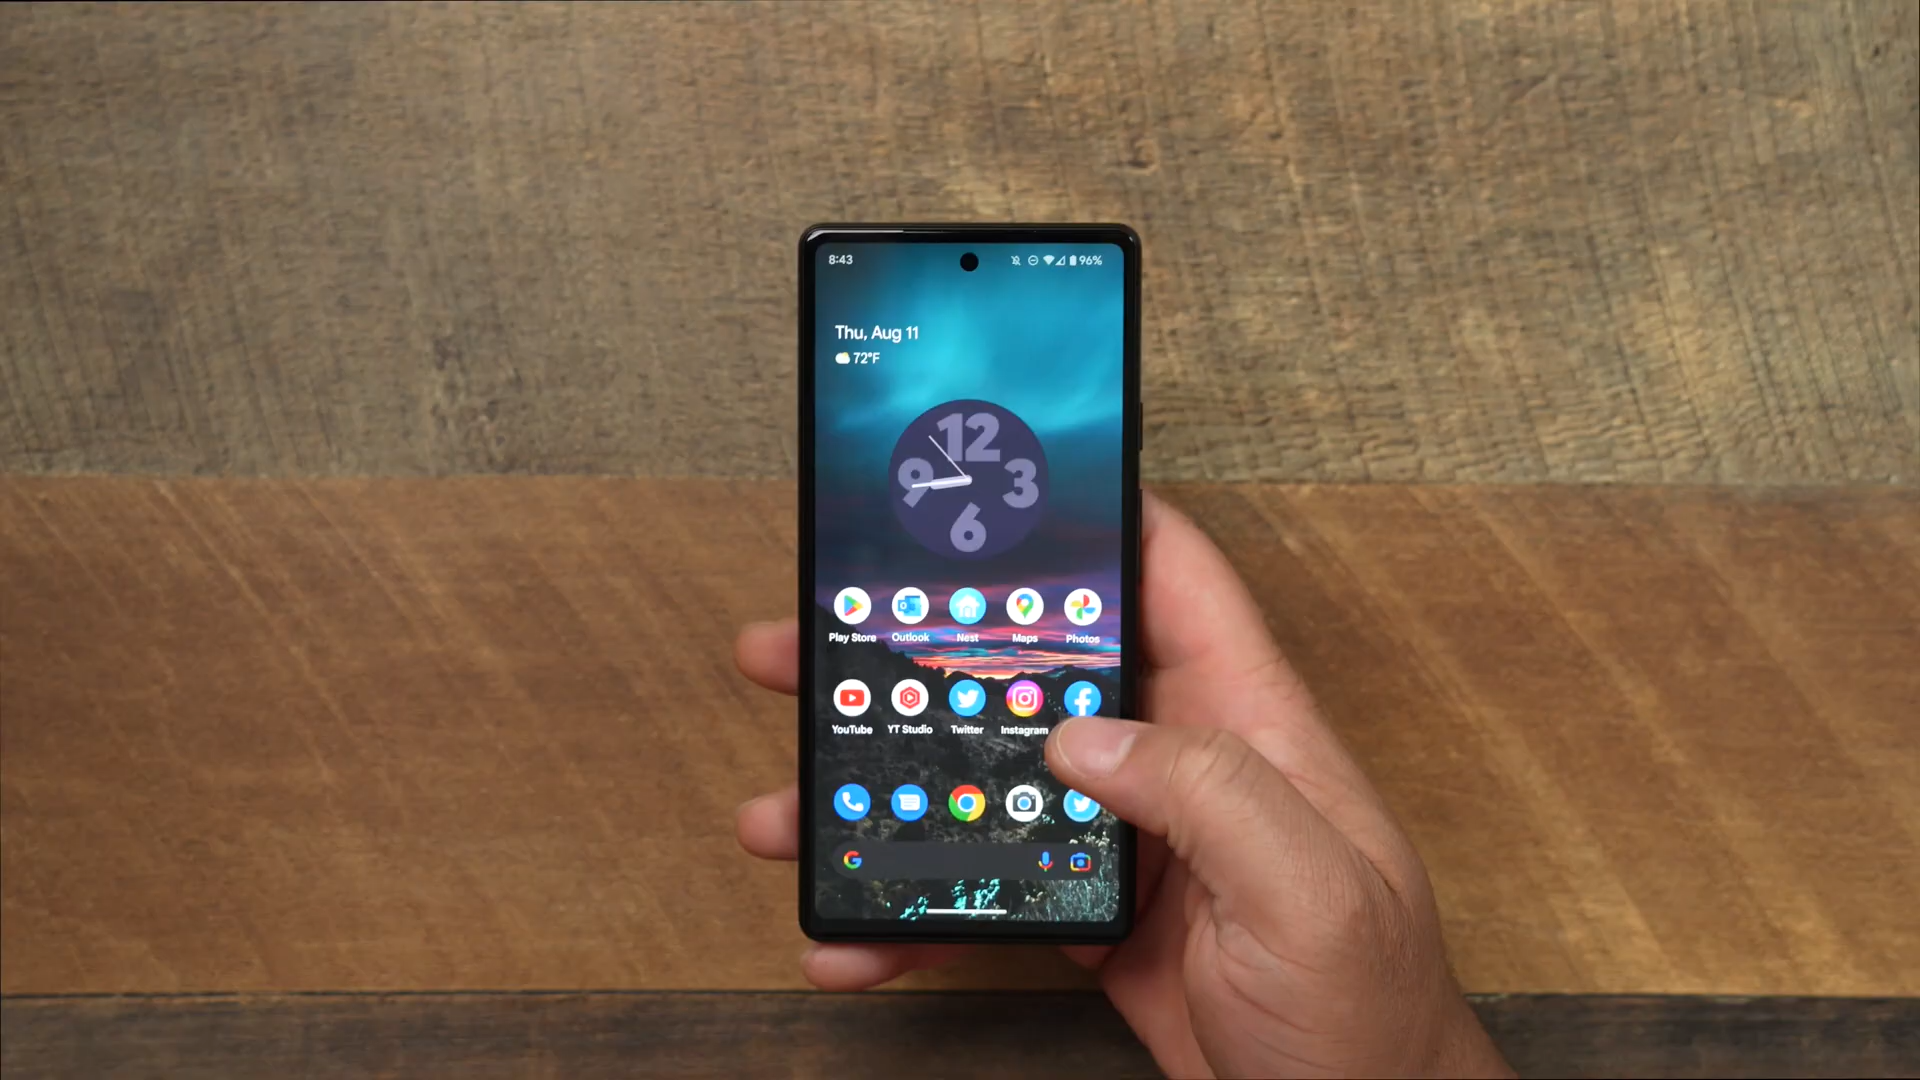 8:43 96%
Thu, Aug 11
72°F
12
9 3
6
Play Store Outlook Nest Maps Photos
YouTube YT Studio Twitter Instagram